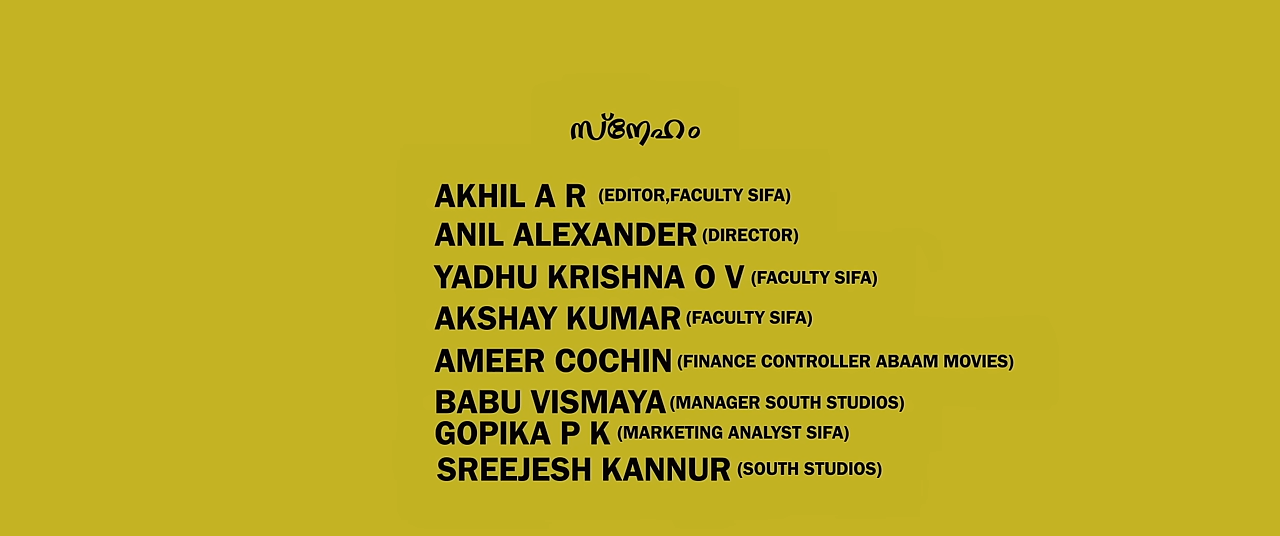 സ്നേഹം
AKHIL A R (EDITOR,FACULTY SIFA)
ANIL ALEXANDER (DIRECTOR)
YADHU KRISHNA O V (FACULTY SIFA)
AKSHAY KUMAR (FACULTY SIFA)
AMEER COCHIN (FINANCE CONTROLLER ABAAM MOVIES)
BABU VISMAYA (MANAGER SOUTH STUDIOS)
GOPIKA P K (MARKETING ANALYST SIFA)
SREEJESH KANNUR (SOUTH STUDIOS)